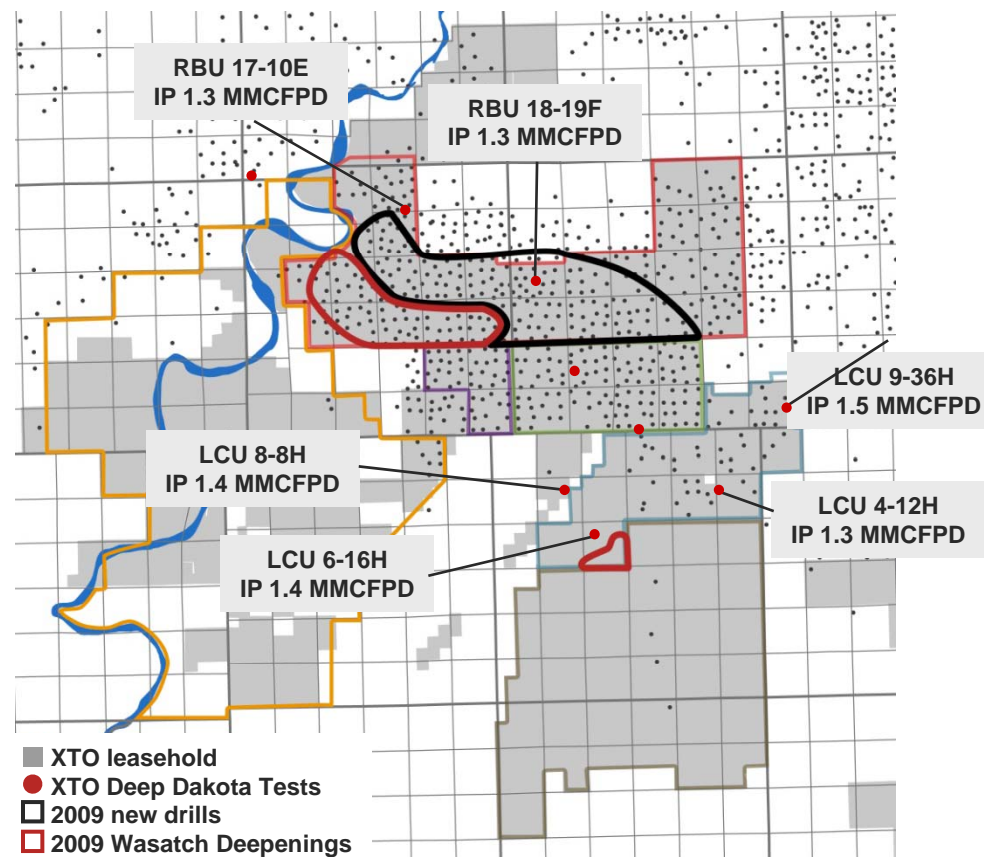 RBU 17-10E
IP 1.3 MMCFPD
RBU 18-19F
IP 1.3 MMCFPD
LCU 9-36H
IP 1.5 MMCFPD
LCU 8-8H
IP 1.4 MMCFPD
LCU 4-12H
IP 1.3 MMCFPD
LCU 6-16H
IP 1.4 MMCFPD
XTO leasehold
XTO Deep Dakota Tests
2009 new drills
2009 Wasatch Deepenings